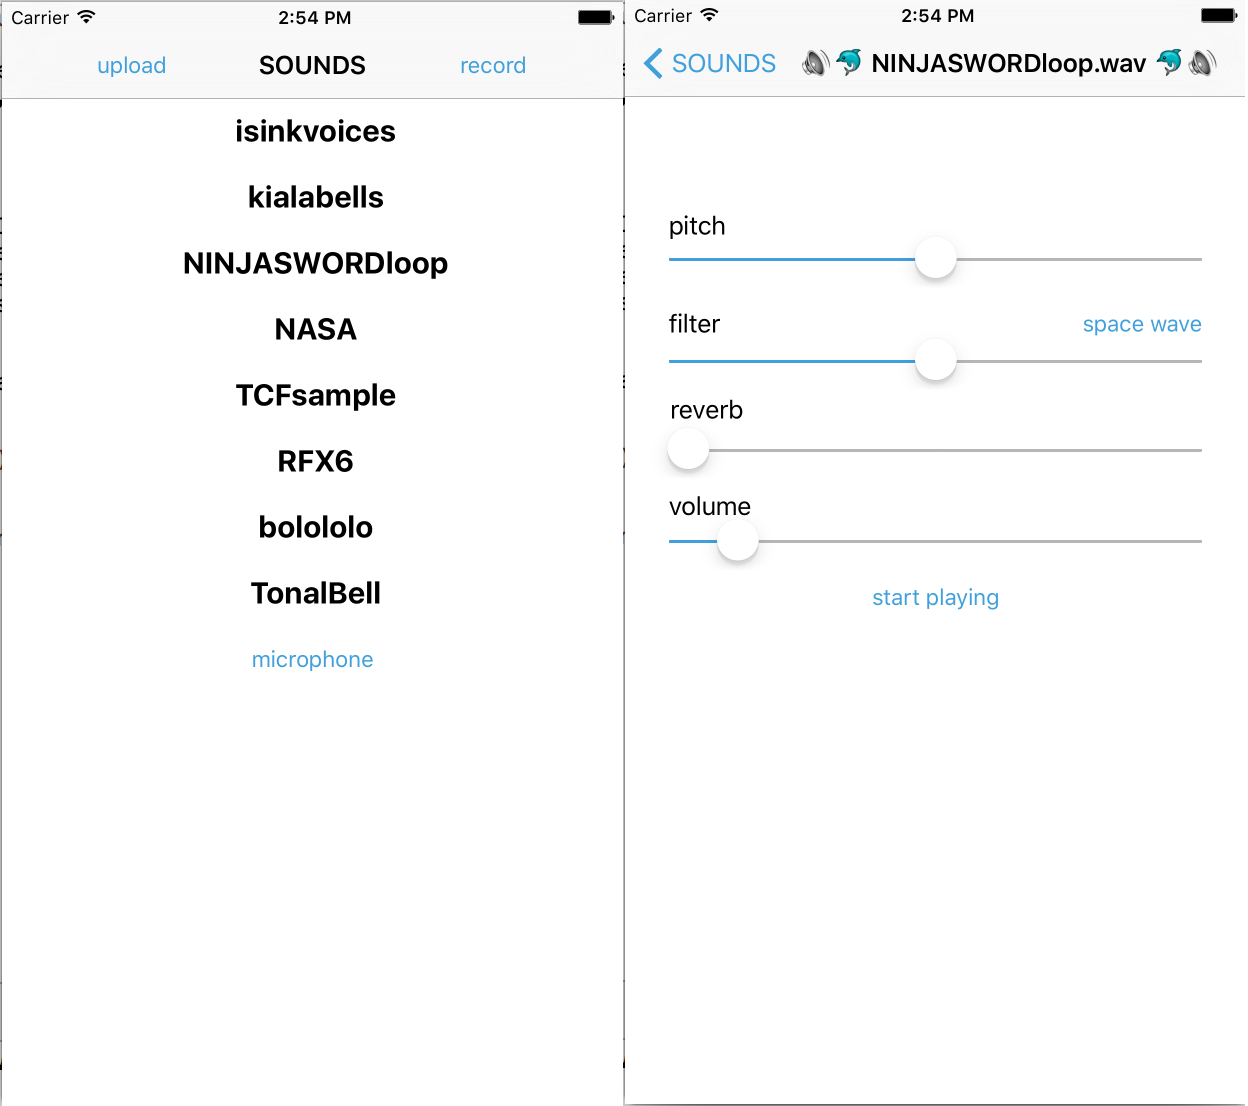 Carrier 2:54 PM
upload SOUNDS record
isinkvoices
kialabells
NINJASWORDloop
NASA
TCFsample
RFX6
bolololo
TonalBell
microphone
Carrier 2:54 PM
SOUNDS 🔊🐬 NINJASWORDloop.wav 🐬🔊
pitch
filter space wave
reverb
volume
start playing